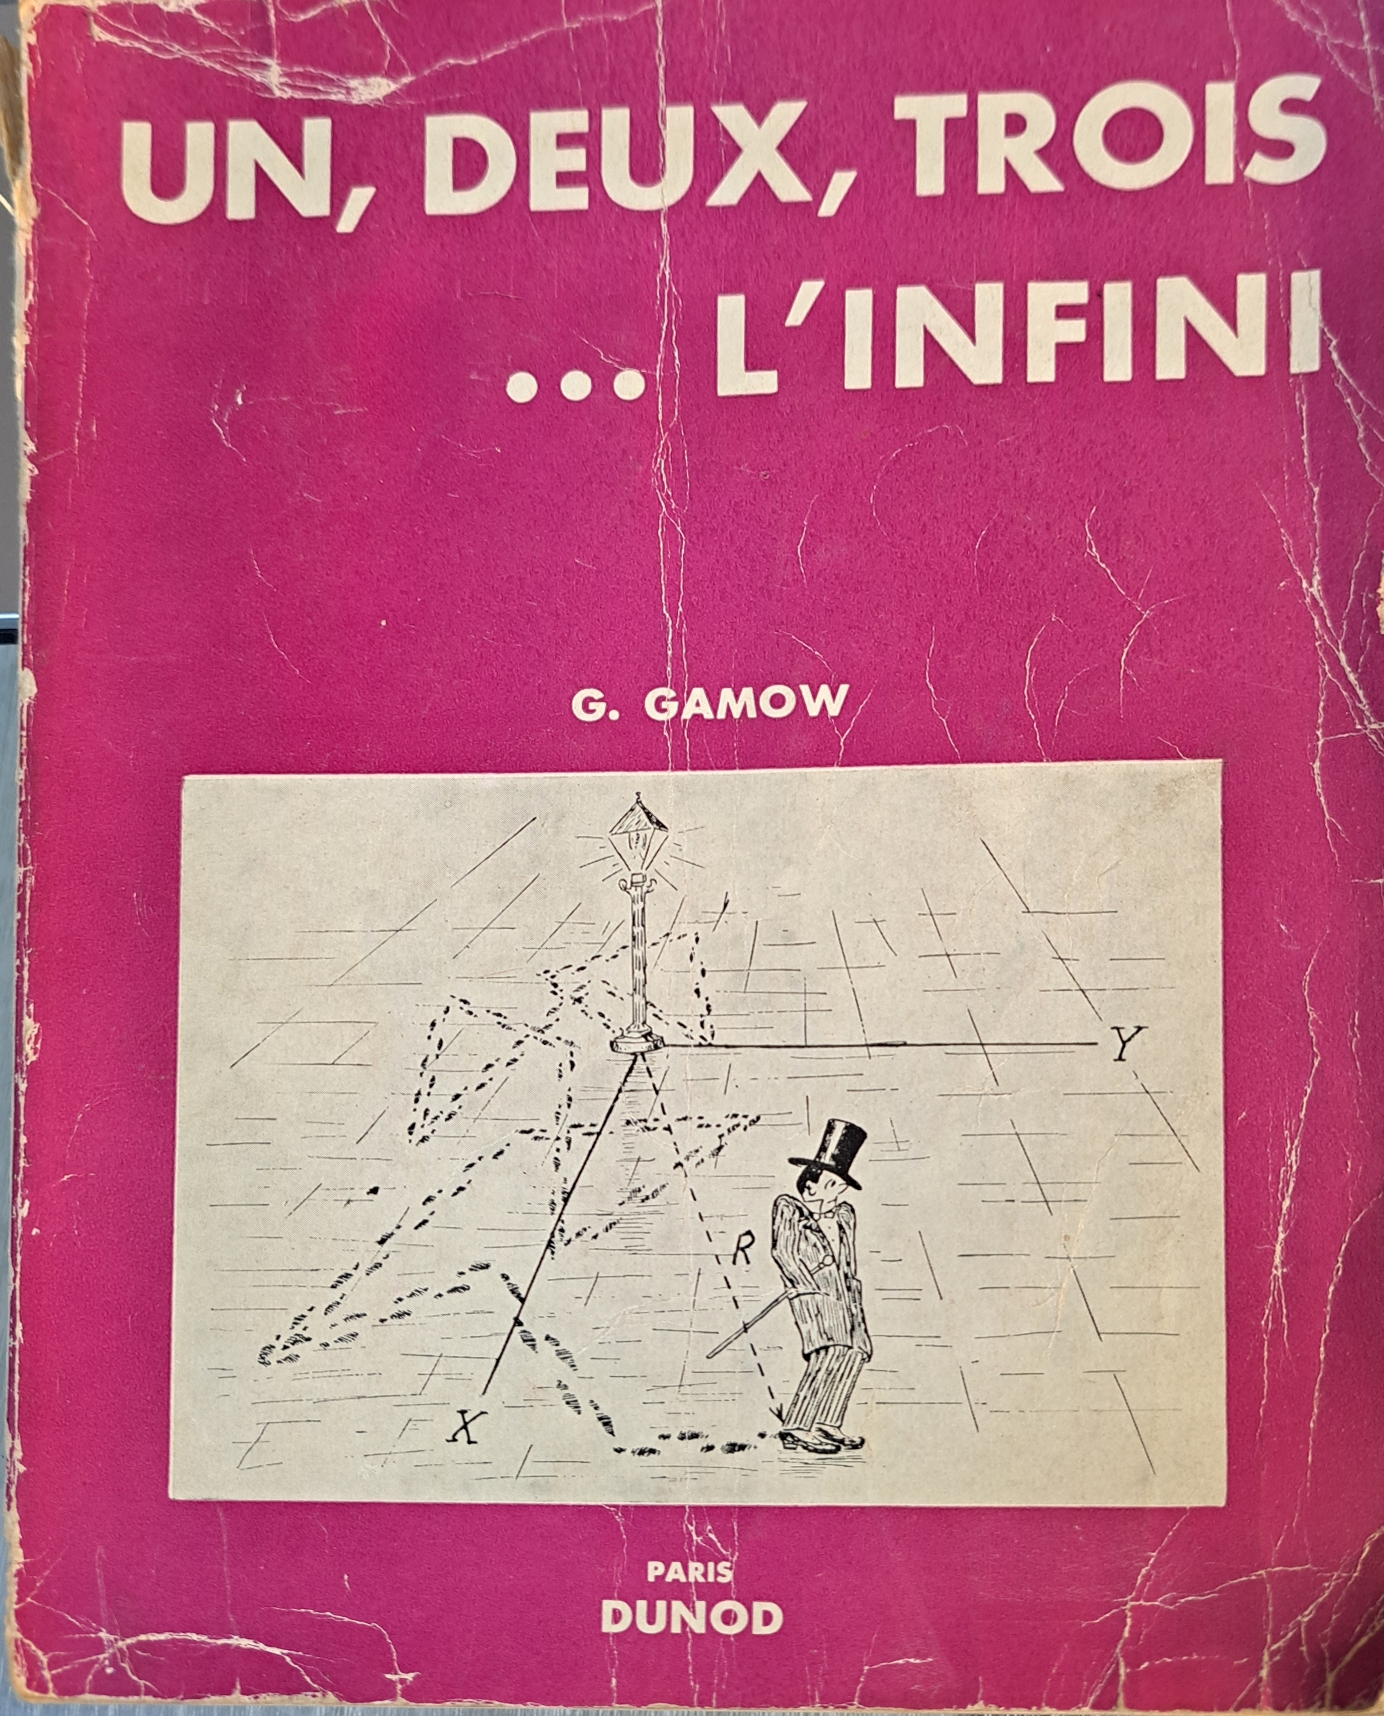 UN, DEUX, TROIS
... L'INFINI
G. GAMOW
Y
R
X
PARIS
DUNOD